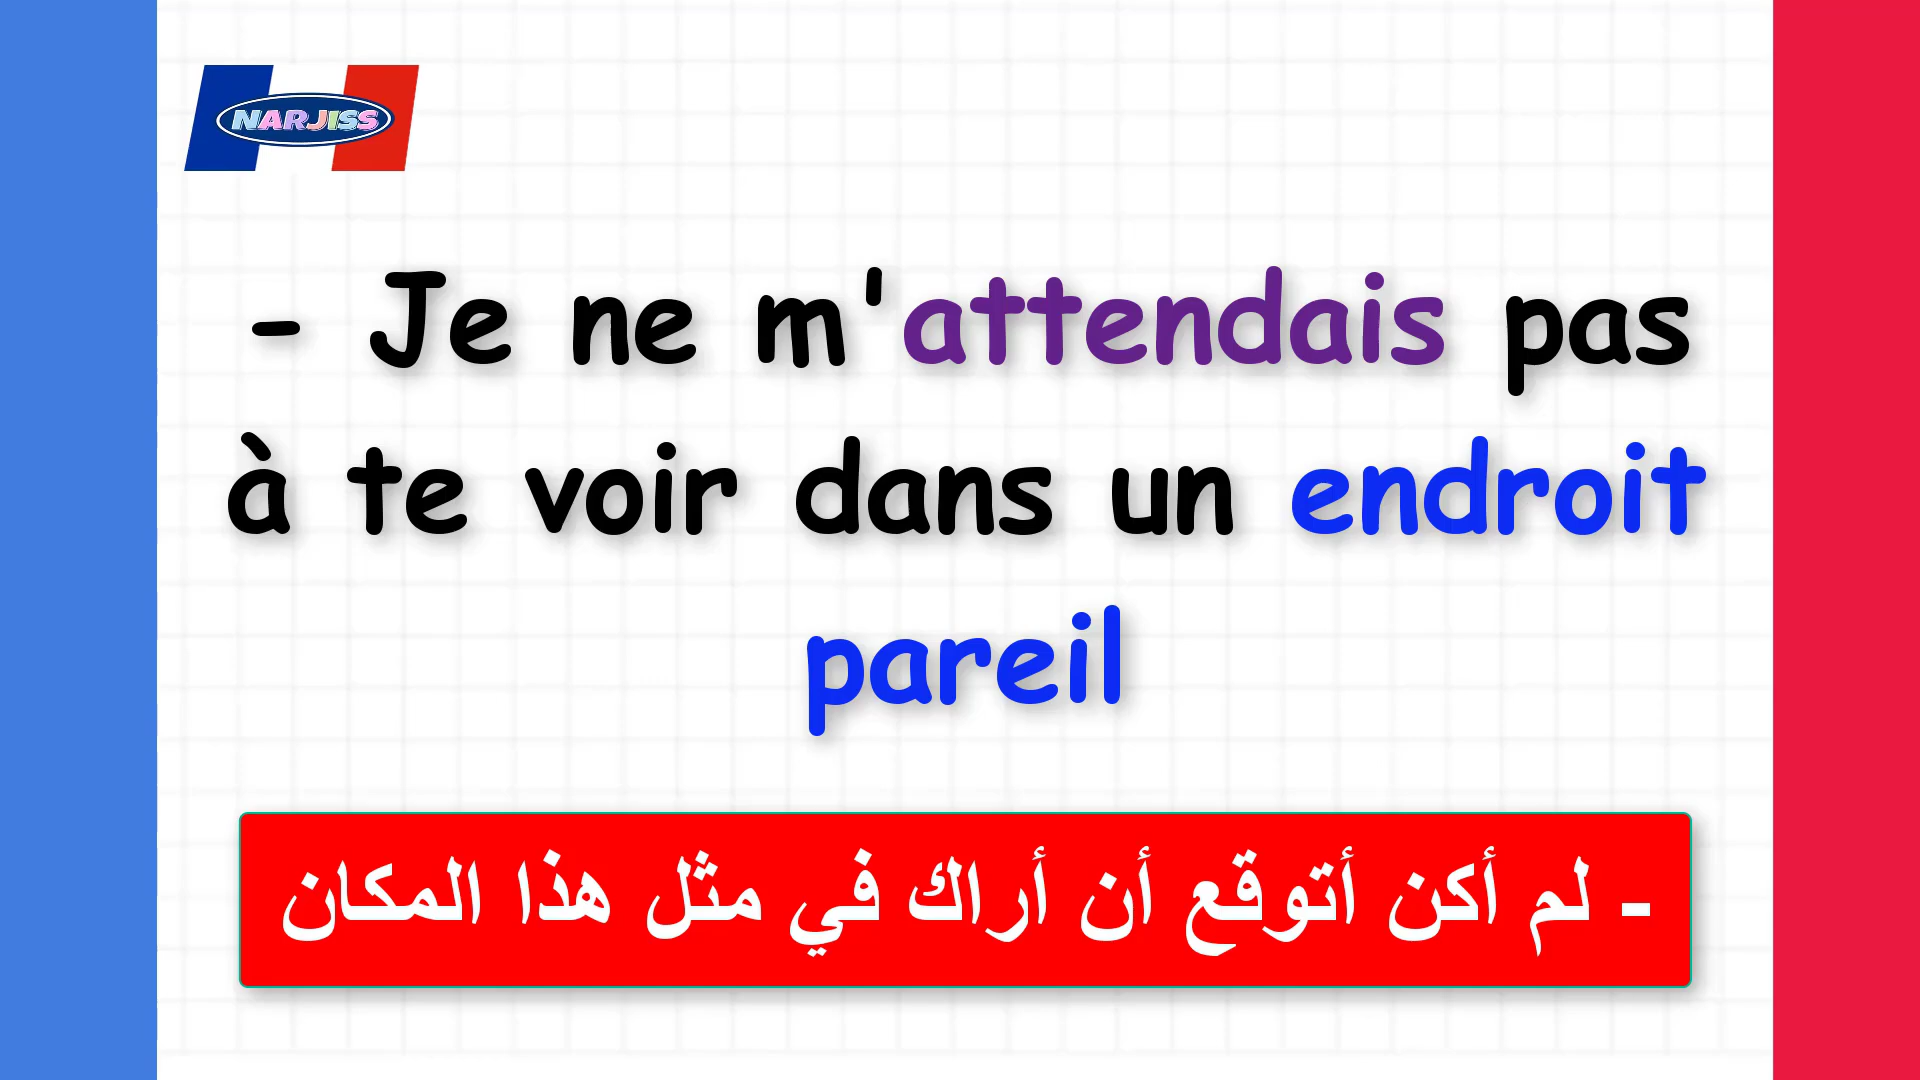 NARJISS
- Je ne m'attendais pas
à te voir dans un endroit
pareil
- لم أكن أتوقع أن أراك في مثل هذا المكان